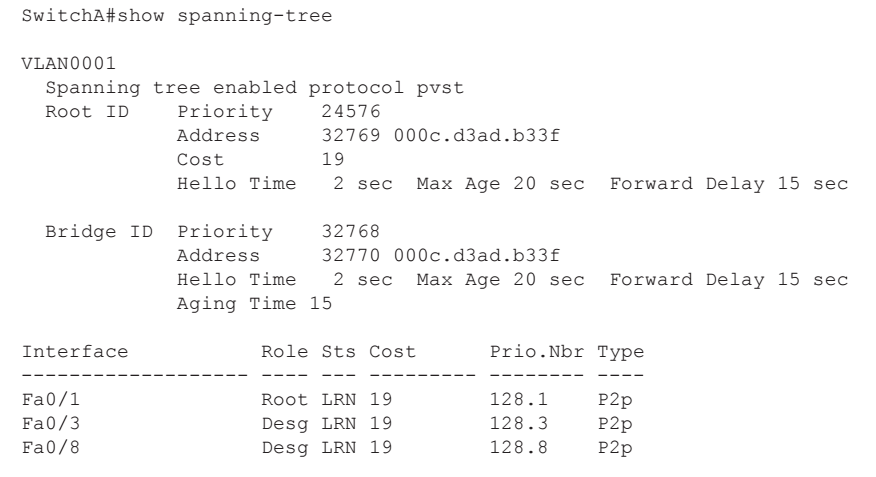 SwitchA#show spanning-tree
VLAN0001
Spanning tree enabled protocol pvst
Root ID Priority 24576
Address 32769 000c.d3ad.b33f
Cost 19
Hello Time 2 sec Max Age 20 sec Forward Delay 15 sec
Bridge ID Priority 32768
Address 32770 000c.d3ad.b33f
Hello Time 2 sec Max Age 20 sec Forward Delay 15 sec
Aging Time 15
Interface Role Sts Cost Prio.Nbr Type
------------------- ---- --- --------- -------- ----
Fa0/1 Root LRN 19 128.1 P2p
Fa0/3 Desg LRN 19 128.3 P2p
Fa0/8 Desg LRN 19 128.8 P2p